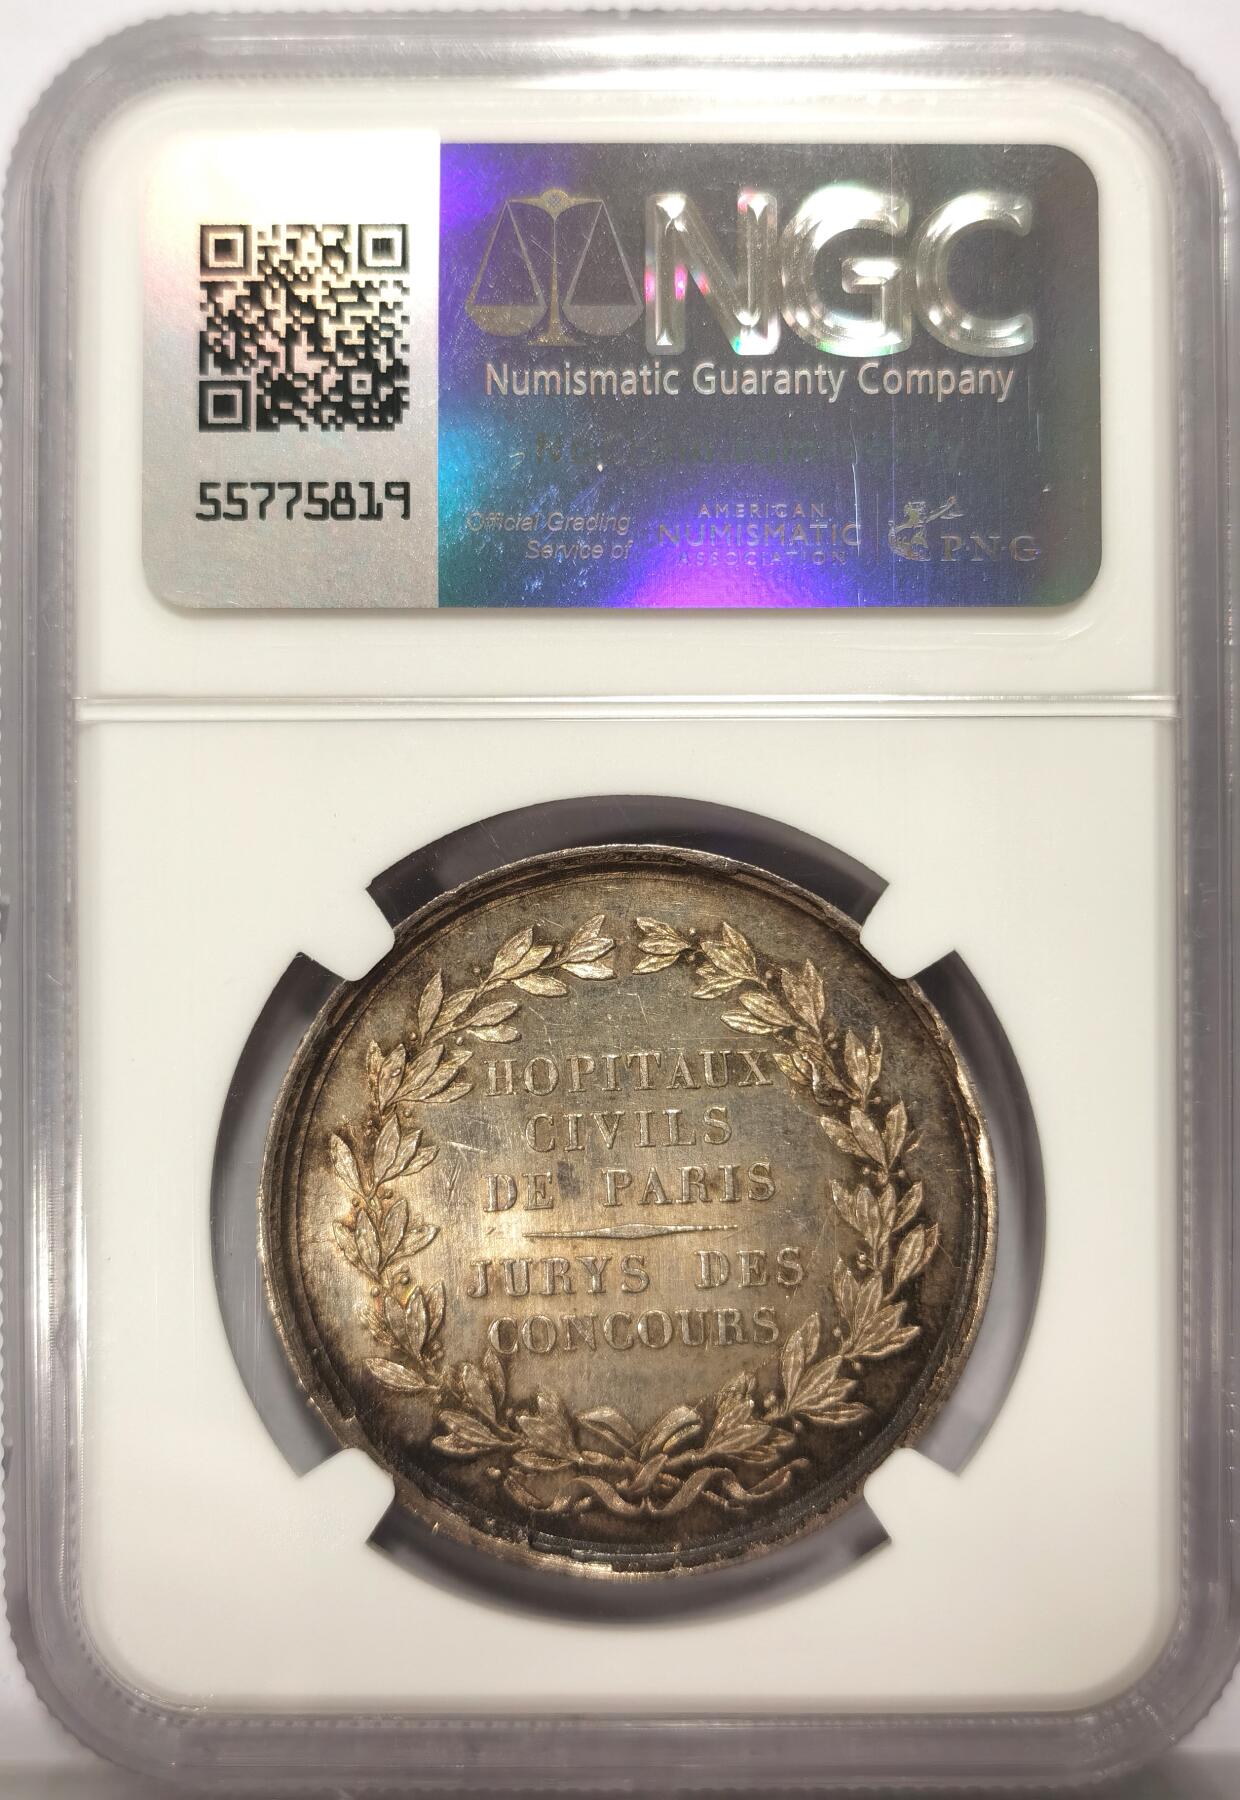 NGC
Numismatic Guaranty Company
55775819
Official Grading
Service of
AMERICAN
NUMISMATIC
ASSOCIATION
P·N·G
HOPITAUX
CIVILS
DE PARIS
JURYS DES
CONCOURS